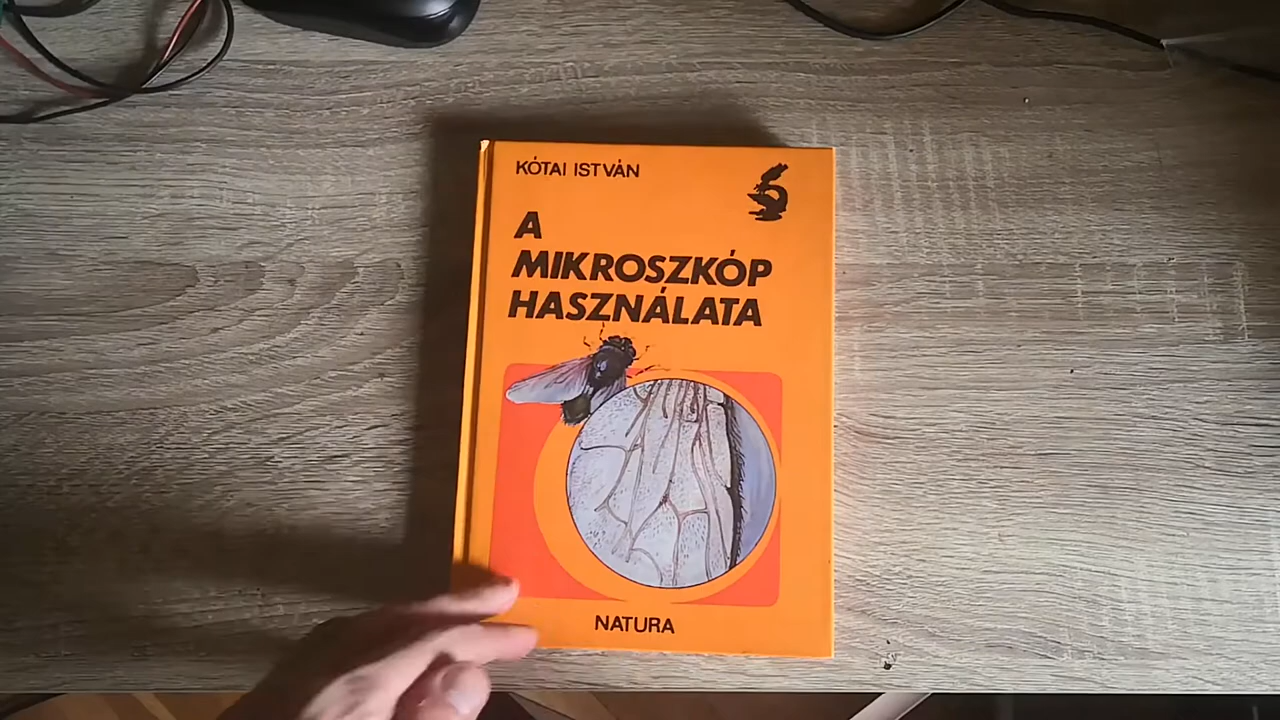 KÓTAI ISTVÁN
A
MIKROSZKÓP
HASZNÁLATA
NATURA